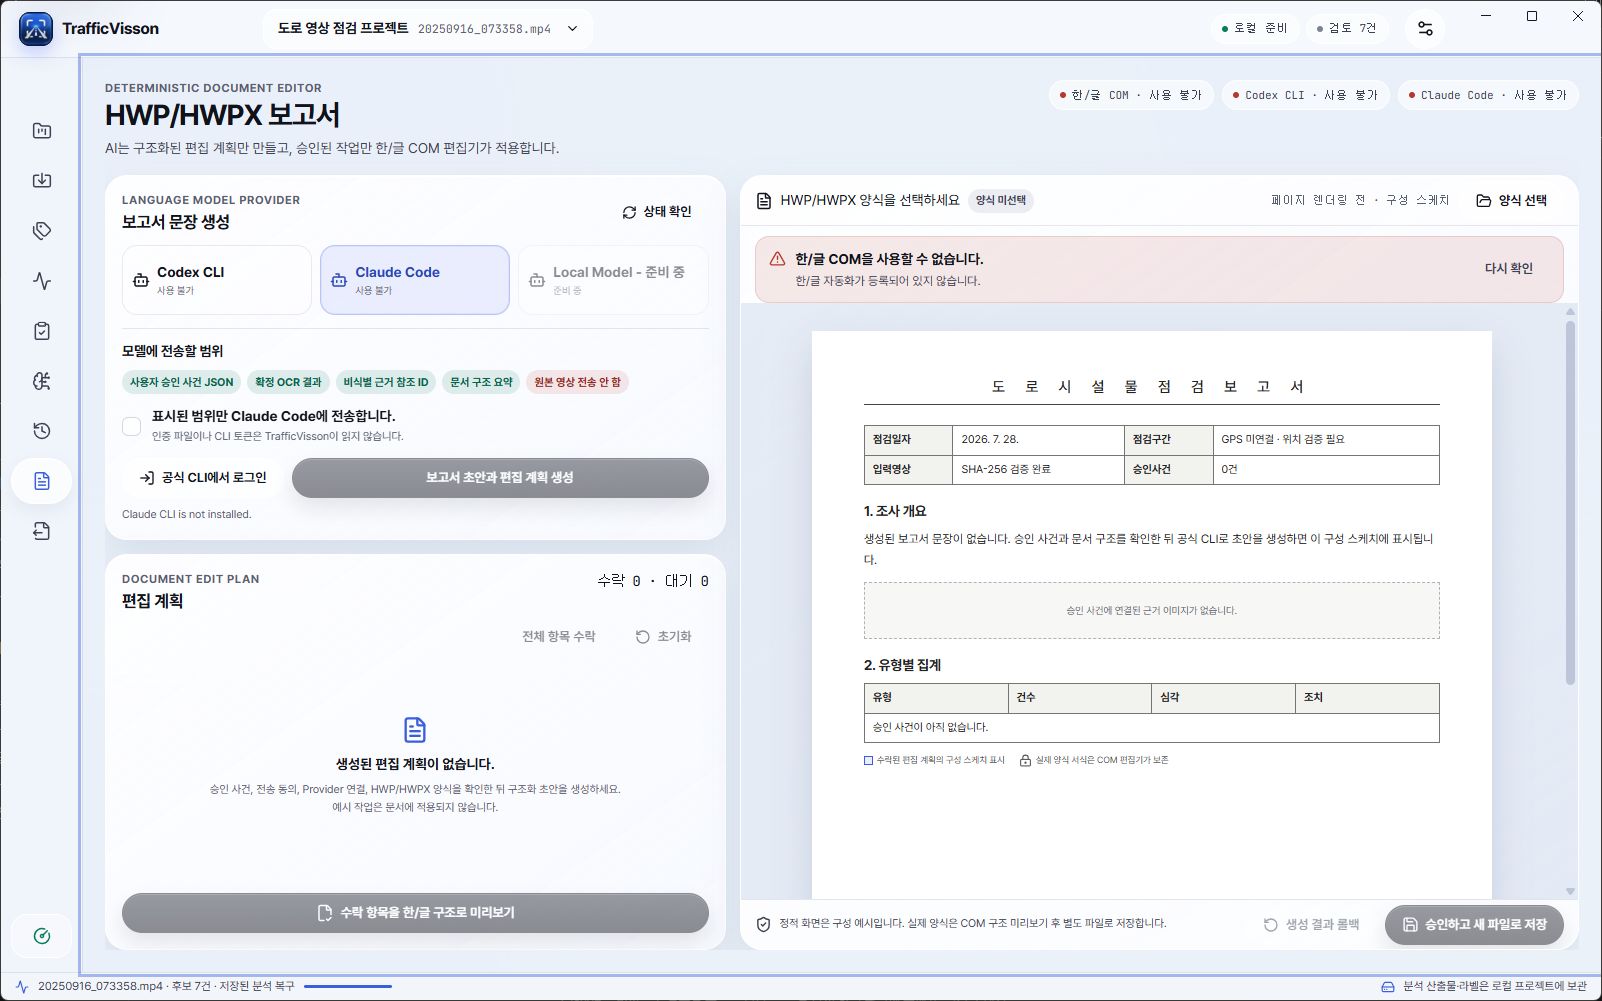 TrafficVisson
도로 영상 점검 프로젝트 20250916_073358.mp4
로컬 준비
검토 7건
DETERMINISTIC DOCUMENT EDITOR
HWP/HWPX 보고서
AI는 구조화된 편집 계획만 만들고, 승인된 작업만 한/글 COM 편집기가 적용합니다.
한/글 COM · 사용 불가
Codex CLI · 사용 불가
Claude Code · 사용 불가
LANGUAGE MODEL PROVIDER
보고서 문장 생성
상태 확인
Codex CLI
사용 불가
Claude Code
사용 불가
Local Model - 준비 중
준비 중
모델에 전송할 범위
사용자 승인 사건 JSON
확정 OCR 결과
비식별 근거 참조 ID
문서 구조 요약
원본 영상 전송 안 함
표시된 범위만 Claude Code에 전송합니다.
인증 파일이나 CLI 토큰은 TrafficVisson이 읽지 않습니다.
공식 CLI에서 로그인
보고서 초안과 편집 계획 생성
Claude CLI is not installed.
DOCUMENT EDIT PLAN
편집 계획
수락 0 · 대기 0
전체 항목 수락
초기화
생성된 편집 계획이 없습니다.
승인 사건, 전송 동의, Provider 연결, HWP/HWPX 양식을 확인한 뒤 구조화 초안을 생성하세요.
예시 작업은 문서에 적용되지 않습니다.
수락 항목을 한/글 구조로 미리보기
HWP/HWPX 양식을 선택하세요
양식 미선택
페이지 렌더링 전 · 구성 스케치
양식 선택
한/글 COM을 사용할 수 없습니다.
한/글 자동화가 등록되어 있지 않습니다.
다시 확인
도 로 시 설 물 점 검 보 고 서
점검일자 2026. 7. 28. 점검구간 GPS 미연결 · 위치 검증 필요
입력영상 SHA-256 검증 완료 승인사건 0건
1. 조사 개요
생성된 보고서 문장이 없습니다. 승인 사건과 문서 구조를 확인한 뒤 공식 CLI로 초안을 생성하면 이 구성 스케치에 표시됩니
다.
승인 사건에 연결된 근거 이미지가 없습니다.
2. 유형별 집계
유형 건수 심각 조치
승인 사건이 아직 없습니다.
수락된 편집 계획의 구성 스케치 표시
실제 양식 서식은 COM 편집기가 보존
정적 화면은 구성 예시입니다. 실제 양식은 COM 구조 미리보기 후 별도 파일로 저장합니다.
생성 결과 롤백
승인하고 새 파일로 저장
20250916_073358.mp4 · 후보 7건 · 저장된 분석 복구
분석 산출물·라벨은 로컬 프로젝트에 보관